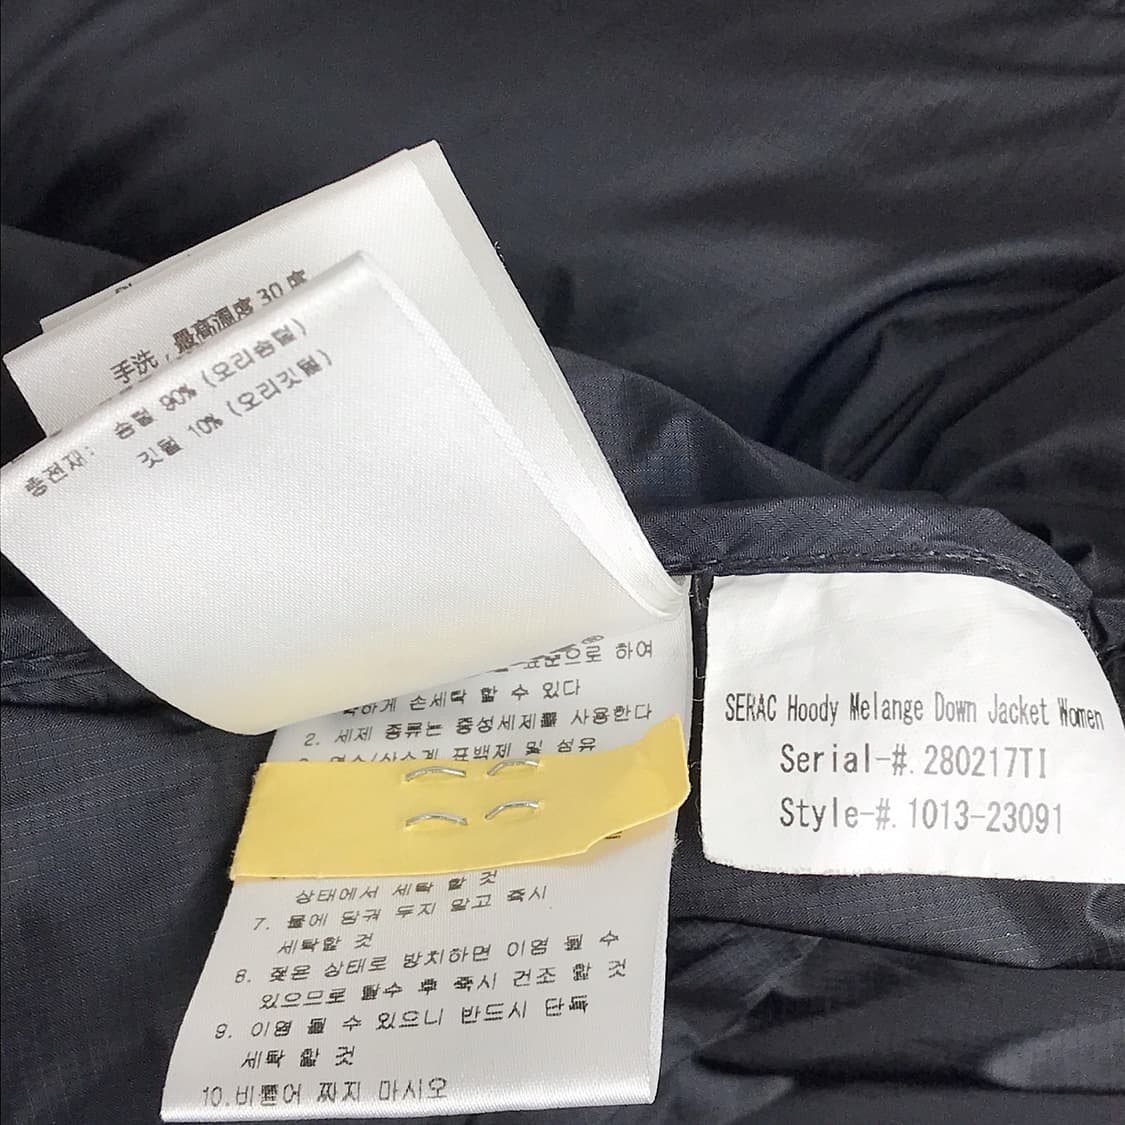 手洗，最高溫度 30 度
충전재: 솜털 90% (오리솜털)
깃털 10% (오리깃털)
하여
손세탁 할 수 있다
2. 세제 종류는 중성세제를 사용한다
표백제 및 섬유
상태에서 세탁 할 것
7. 물에 담궈 두지 말고 즉시
세탁할 것
8. 젖은 상태로 방치하면 이염 될 수
있으므로 탈수 후 즉시 건조 할 것
9. 이염 될 수 있으니 반드시 단독
세탁 할 것
10.비틀어 짜지 마시오
SERAC Hoody Melange Down Jacket Women
Serial-#.280217TI
Style-#.1013-23091